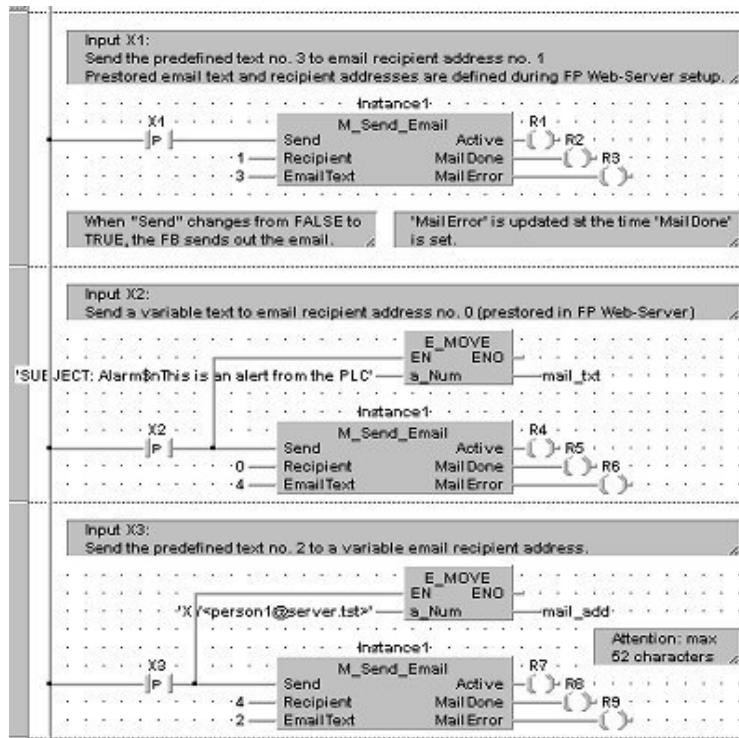 Input X1:
Send the predefined text no. 3 to email recipient address no. 1
Prestored email text and recipient addresses are defined during FP Web-Server setup.
Instance1
X1
P
M_Send_Email
R1
Send
Active
R2
1
Recipient
MailDone
R3
3
EmailText
MailError
When "Send" changes from FALSE to
TRUE, the FB sends out the email.
'MailError' is updated at the time 'MailDone'
is set.
Input X2:
Send a variable text to email recipient address no. 0 (prestored in FP Web-Server)
E_MOVE
EN ENO
'SUBJECT: Alarm$nThis is an alert from the PLC'
a_Num
mail_txt
Instance1
X2
P
M_Send_Email
R4
Send
Active
R5
0
Recipient
MailDone
R6
4
EmailText
MailError
Input X3:
Send the predefined text no. 2 to a variable email recipient address.
E_MOVE
EN ENO
'X <person1@server.tst>'
a_Num
mail_add
Attention: max
52 characters
Instance1
X3
P
M_Send_Email
R7
Send
Active
R8
4
Recipient
MailDone
R9
2
EmailText
MailError